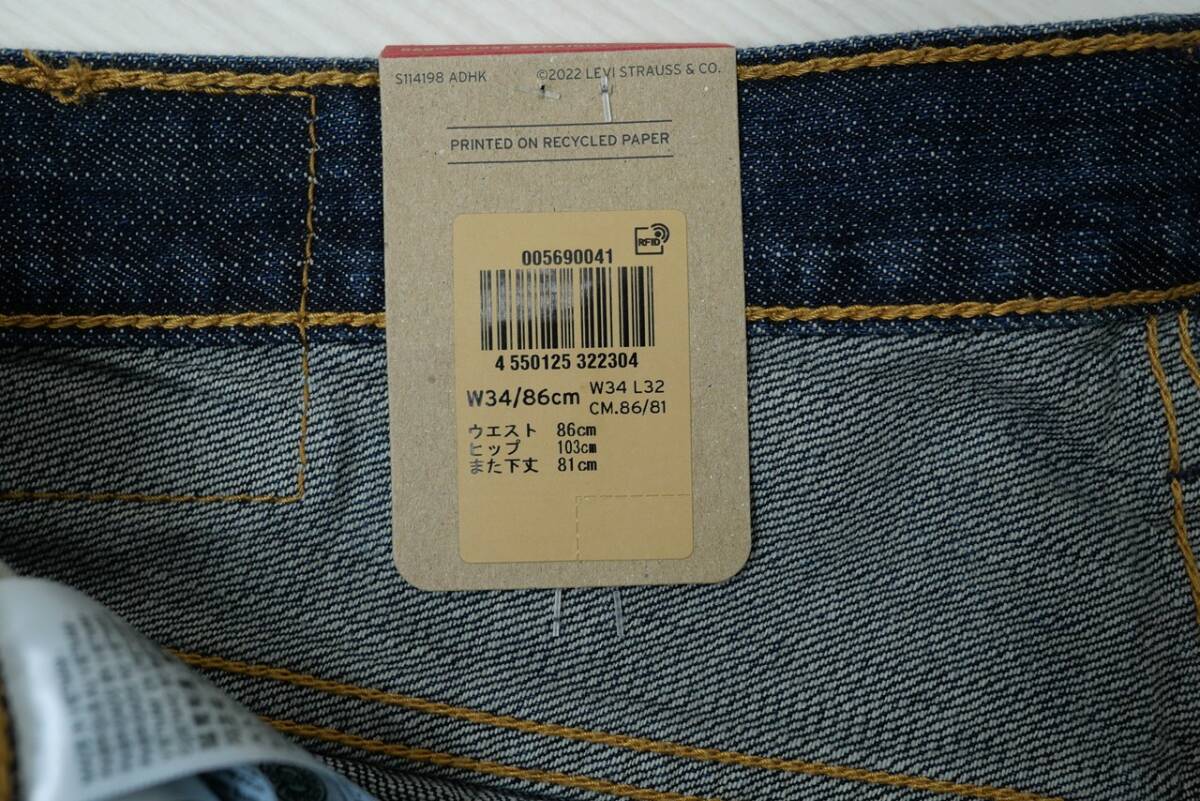 S114198 ADHK ©2022 LEVI STRAUSS & CO.
PRINTED ON RECYCLED PAPER
RFID
005690041
4 550125 322304
W34/86cm W34 L32
CM.86/81
ウエスト 86cm
ヒップ 103cm
また下丈 81cm